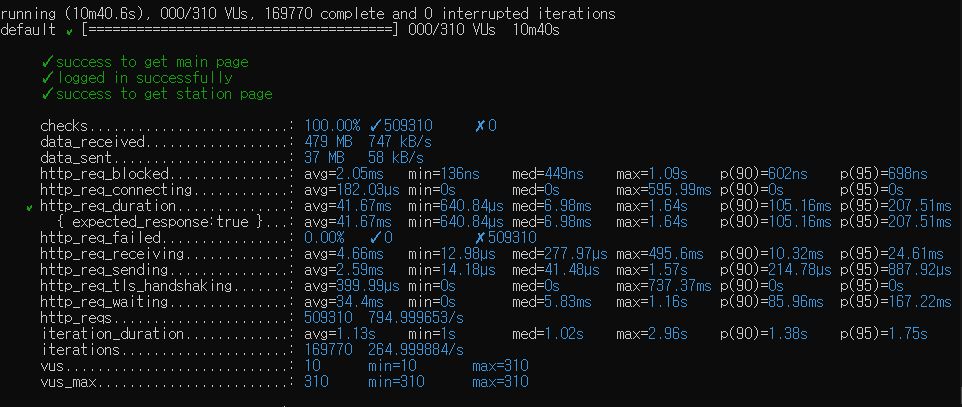 running (10m40.6s), 000/310 VUs, 169770 complete and 0 interrupted iterations
default ✓ [======================================] 000/310 VUs  10m40s
✓ success to get main page
✓ logged in successfully
✓ success to get station page
checks.........................: 100.00% ✓ 509310 ✗ 0
data_received..................: 479 MB 747 kB/s
data_sent......................: 37 MB 58 kB/s
http_req_blocked...............: avg=2.05ms min=136ns med=449ns max=1.09s p(90)=602ns p(95)=698ns
http_req_connecting............: avg=182.03µs min=0s med=0s max=595.99ms p(90)=0s p(95)=0s
✓ http_req_duration..............: avg=41.67ms min=640.84µs med=6.98ms max=1.64s p(90)=105.16ms p(95)=207.51ms
{ expected_response:true }...: avg=41.67ms min=640.84µs med=6.98ms max=1.64s p(90)=105.16ms p(95)=207.51ms
http_req_failed................: 0.00% ✓ 0 ✗ 509310
http_req_receiving.............: avg=4.66ms min=12.98µs med=277.97µs max=495.6ms p(90)=10.32ms p(95)=24.61ms
http_req_sending...............: avg=2.59ms min=14.18µs med=41.48µs max=1.57s p(90)=214.78µs p(95)=887.92µs
http_req_tls_handshaking.......: avg=399.99µs min=0s med=0s max=737.37ms p(90)=0s p(95)=0s
http_req_waiting...............: avg=34.4ms min=0s med=5.83ms max=1.16s p(90)=85.96ms p(95)=167.22ms
http_reqs......................: 509310 794.999653/s
iteration_duration.............: avg=1.13s min=1s med=1.02s max=2.96s p(90)=1.38s p(95)=1.75s
iterations.....................: 169770 264.999884/s
vus............................: 10 min=10 max=310
vus_max........................: 310 min=310 max=310